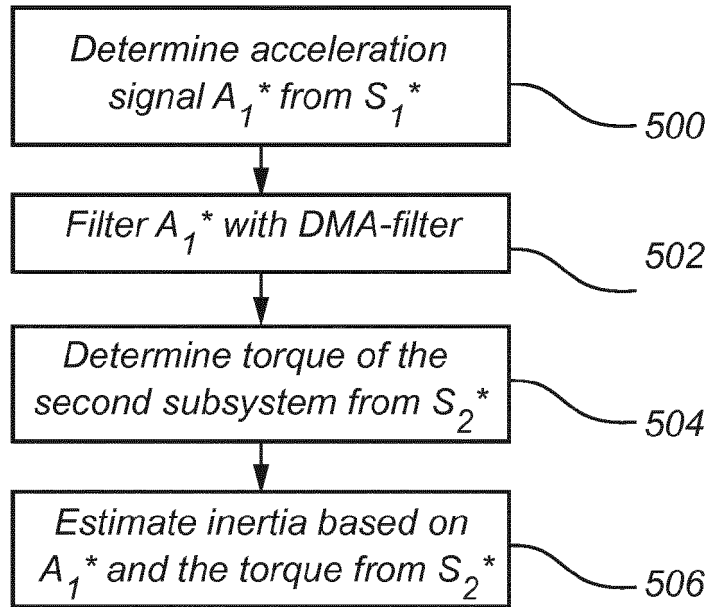 Determine acceleration
signal A₁* from S₁*
500
Filter A₁* with DMA-filter
502
Determine torque of the
second subsystem from S₂*
504
Estimate inertia based on
A₁* and the torque from S₂*
506